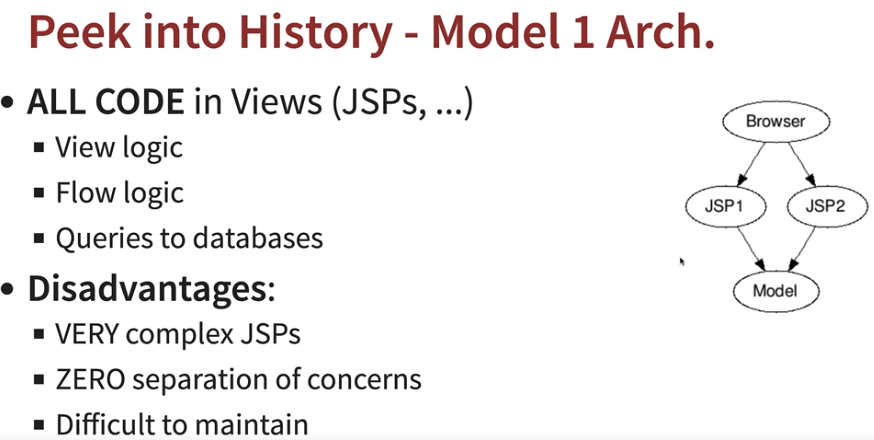 Peek into History - Model 1 Arch.
• ALL CODE in Views (JSPs, ...)
▪ View logic
▪ Flow logic
▪ Queries to databases
• Disadvantages:
▪ VERY complex JSPs
▪ ZERO separation of concerns
▪ Difficult to maintain
Browser
JSP1 JSP2
Model